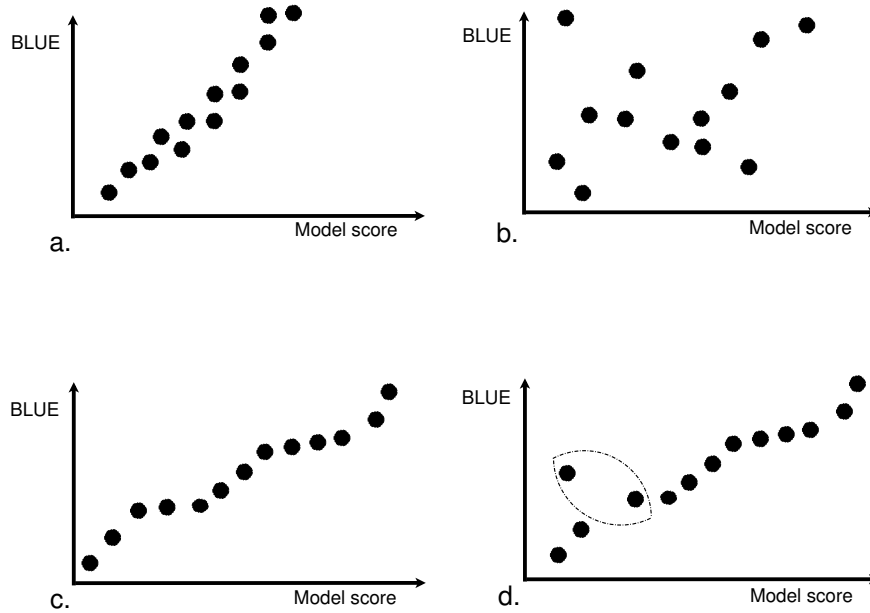 BLUE
Model score
a.
BLUE
Model score
b.
BLUE
Model score
c.
BLUE
Model score
d.